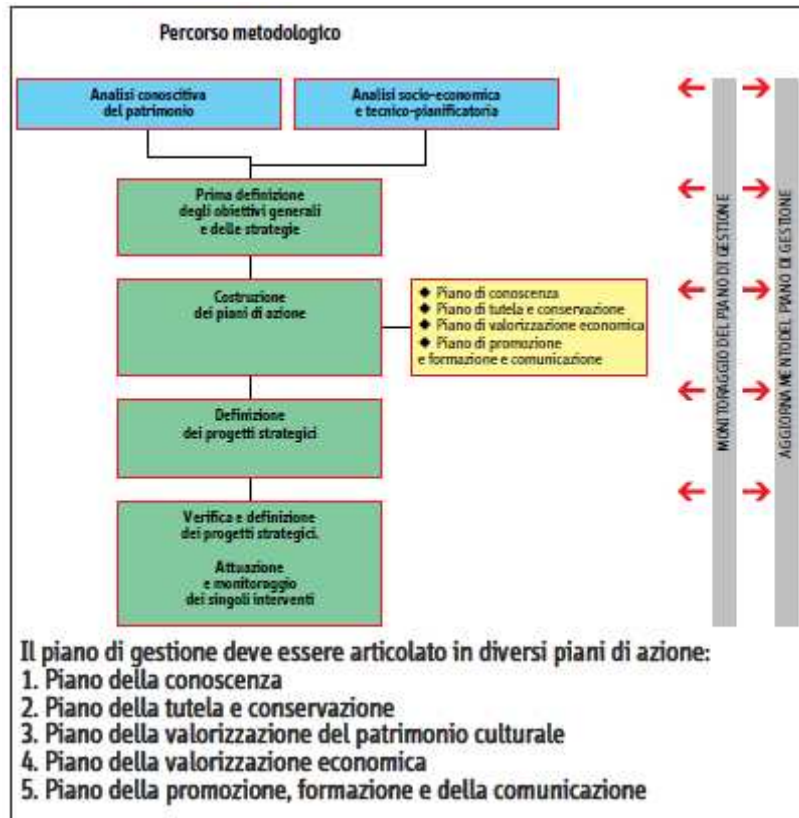 Percorso metodologico
Analisi conoscitiva
del patrimonio
Analisi socio-economica
e tecnico-pianificatoria
Prima definizione
degli obiettivi generali
e delle strategie
Costruzione
dei piani di azione
◆ Piano di conoscenza
◆ Piano di tutela e conservazione
◆ Piano di valorizzazione economica
◆ Piano di promozione
e formazione e comunicazione
Definizione
dei progetti strategici
Verifica e definizione
dei progetti strategici.
Attuazione
e monitoraggio
dei singoli interventi
MONITORAGGIO DEL PIANO DI GESTIONE
AGGIORNAMENTO DEL PIANO DI GESTIONE
Il piano di gestione deve essere articolato in diversi piani di azione:
1. Piano della conoscenza
2. Piano della tutela e conservazione
3. Piano della valorizzazione del patrimonio culturale
4. Piano della valorizzazione economica
5. Piano della promozione, formazione e della comunicazione